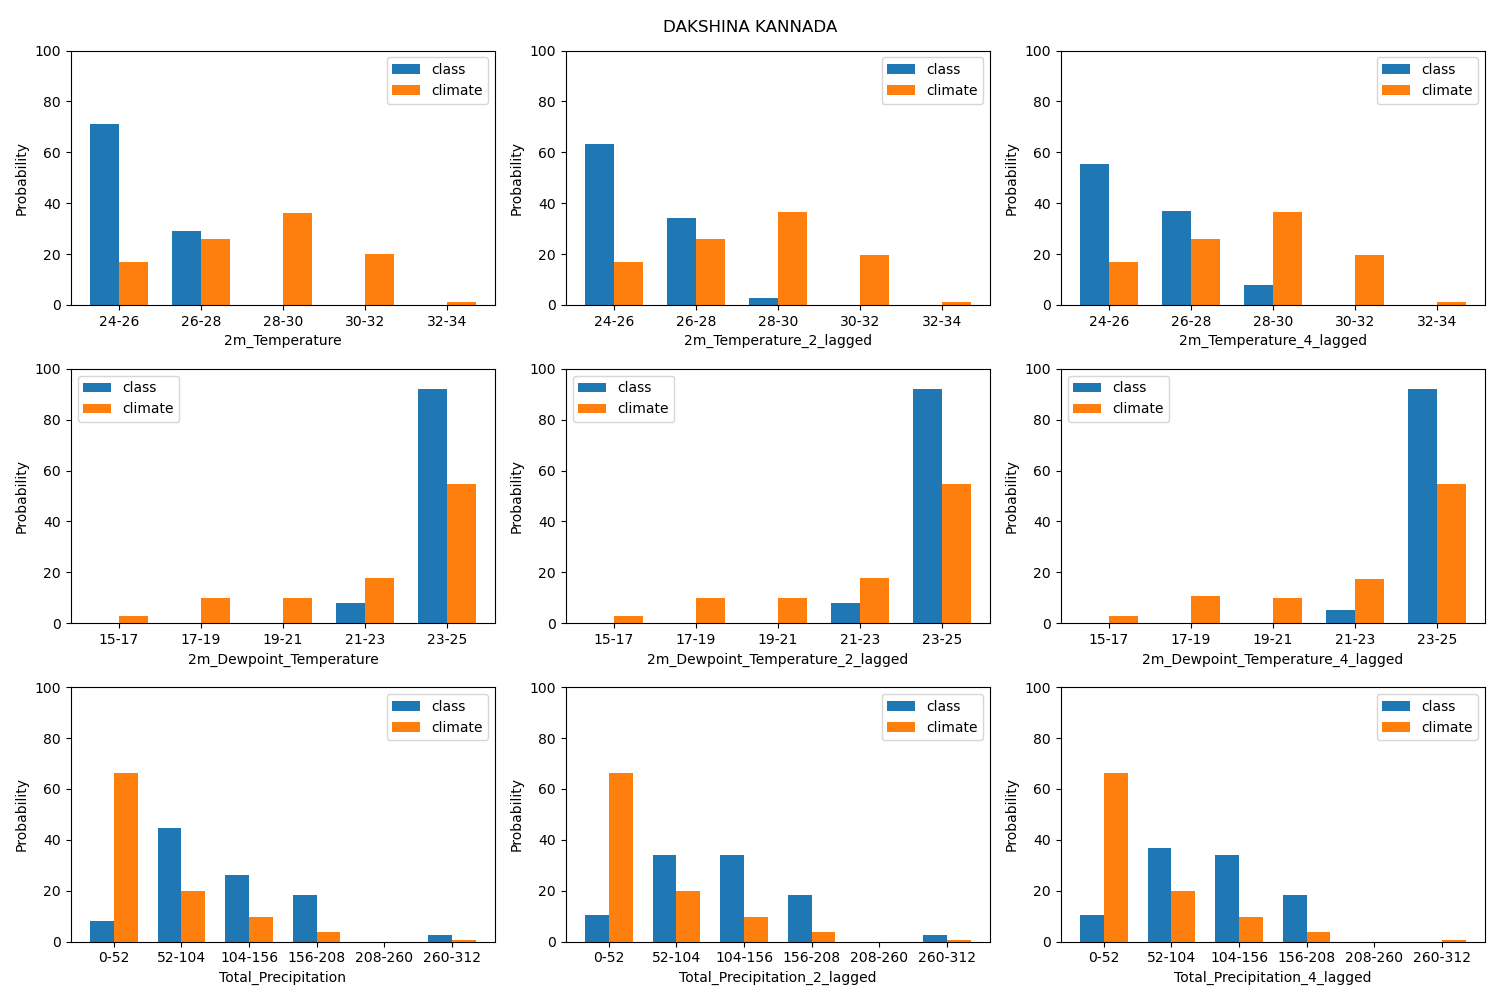 DAKSHINA KANNADA
100
80
60
40
20
0
Probability
class
climate
24-26 26-28 28-30 30-32 32-34
2m_Temperature
100
80
60
40
20
0
Probability
class
climate
24-26 26-28 28-30 30-32 32-34
2m_Temperature_2_lagged
100
80
60
40
20
0
Probability
class
climate
24-26 26-28 28-30 30-32 32-34
2m_Temperature_4_lagged
100
80
60
40
20
0
Probability
class
climate
15-17 17-19 19-21 21-23 23-25
2m_Dewpoint_Temperature
100
80
60
40
20
0
Probability
class
climate
15-17 17-19 19-21 21-23 23-25
2m_Dewpoint_Temperature_2_lagged
100
80
60
40
20
0
Probability
class
climate
15-17 17-19 19-21 21-23 23-25
2m_Dewpoint_Temperature_4_lagged
100
80
60
40
20
0
Probability
class
climate
0-52 52-104 104-156 156-208 208-260 260-312
Total_Precipitation
100
80
60
40
20
0
Probability
class
climate
0-52 52-104 104-156 156-208 208-260 260-312
Total_Precipitation_2_lagged
100
80
60
40
20
0
Probability
class
climate
0-52 52-104 104-156 156-208 208-260 260-312
Total_Precipitation_4_lagged